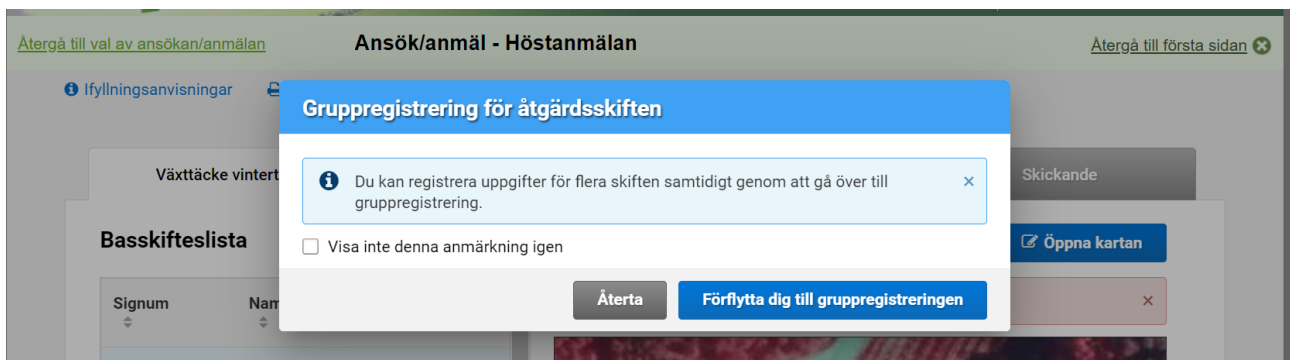 Återgå till val av ansökan/anmälan
Ansök/anmäl - Höstanmälan
Återgå till första sidan
Ifyllningsanvisningar
Gruppregistrering för åtgärdsskiften
Växttäcke vintert
Du kan registrera uppgifter för flera skiften samtidigt genom att gå över till
gruppregistrering.
Skickande
Basskifteslista
Visa inte denna anmärkning igen
Öppna kartan
Signum
Nam
Återta
Förflytta dig till gruppregistreringen